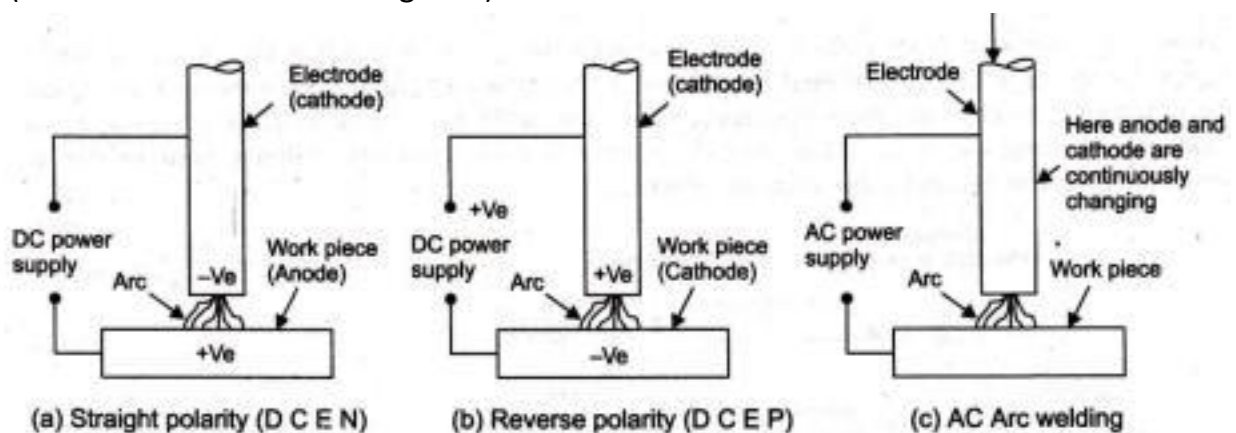 Electrode
(cathode)
DC power
supply
–Ve
Work piece
(Anode)
Arc
+Ve
(a) Straight polarity (D C E N)
Electrode
(cathode)
+Ve
DC power
supply
+Ve
Work piece
(Cathode)
Arc
–Ve
(b) Reverse polarity (D C E P)
Electrode
Here anode and
cathode are
continuously
changing
AC power
supply
Work piece
Arc
(c) AC Arc welding